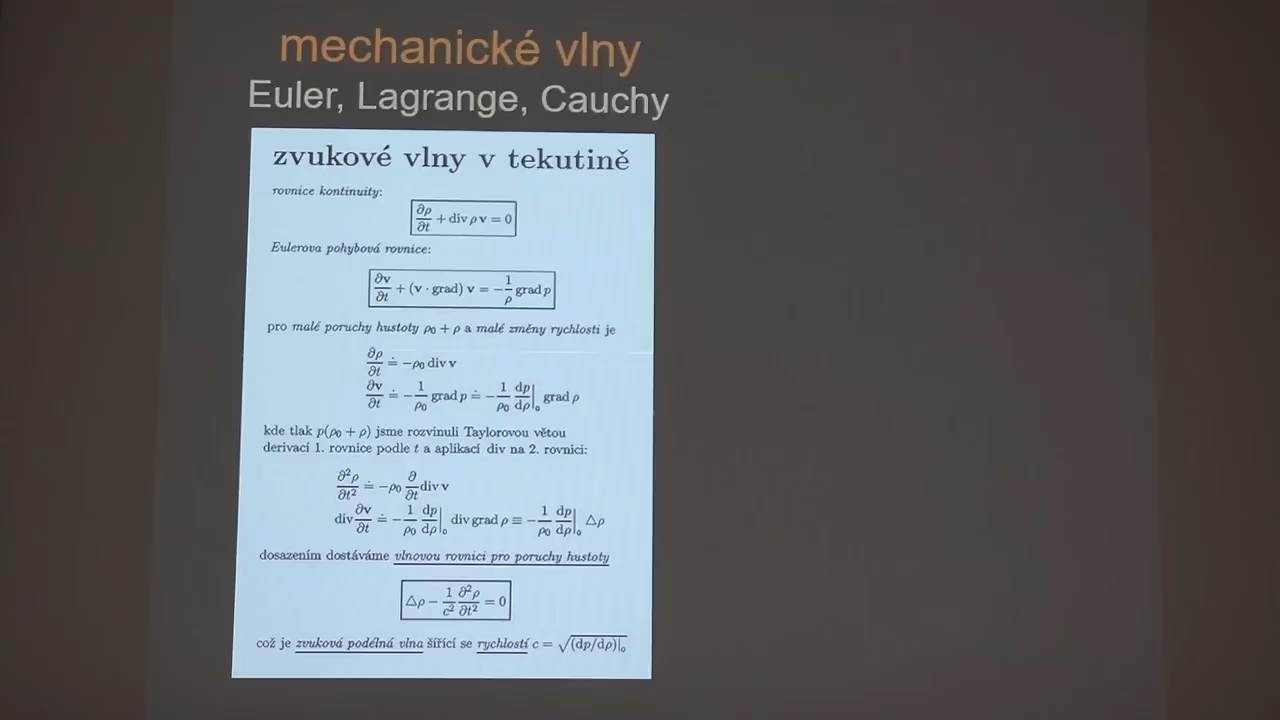 mechanické vlny
Euler, Lagrange, Cauchy
zvukové vlny v tekutině
rovnice kontinuity:
∂ρ/∂t + div ρ v = 0
Eulerova pohybová rovnice:
∂v/∂t + (v · grad) v = −1/ρ grad p
pro malé poruchy hustoty ρ₀ + ρ a malé změny rychlosti je
∂ρ/∂t ≐ −ρ₀ div v
∂v/∂t ≐ −1/ρ₀ grad p ≐ −1/ρ₀ dp/dρ|₀ grad ρ
kde tlak p(ρ₀ + ρ) jsme rozvinuli Taylorovou větou
derivací 1. rovnice podle t a aplikací div na 2. rovnici:
∂²ρ/∂t² ≐ −ρ₀ ∂/∂t div v
div ∂v/∂t ≐ −1/ρ₀ dp/dρ|₀ div grad ρ ≡ −1/ρ₀ dp/dρ|₀ △ρ
dosazením dostáváme vlnovou rovnici pro poruchy hustoty
△ρ − 1/c² ∂²ρ/∂t² = 0
což je zvuková podélná vlna šířící se rychlostí c = √(dp/dρ)|₀